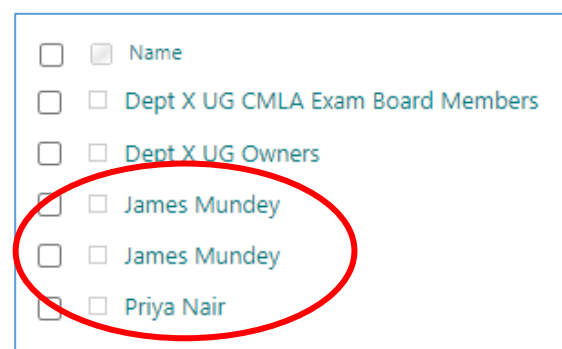 Name
Dept X UG CMLA Exam Board Members
Dept X UG Owners
James Mundey
James Mundey
Priya Nair